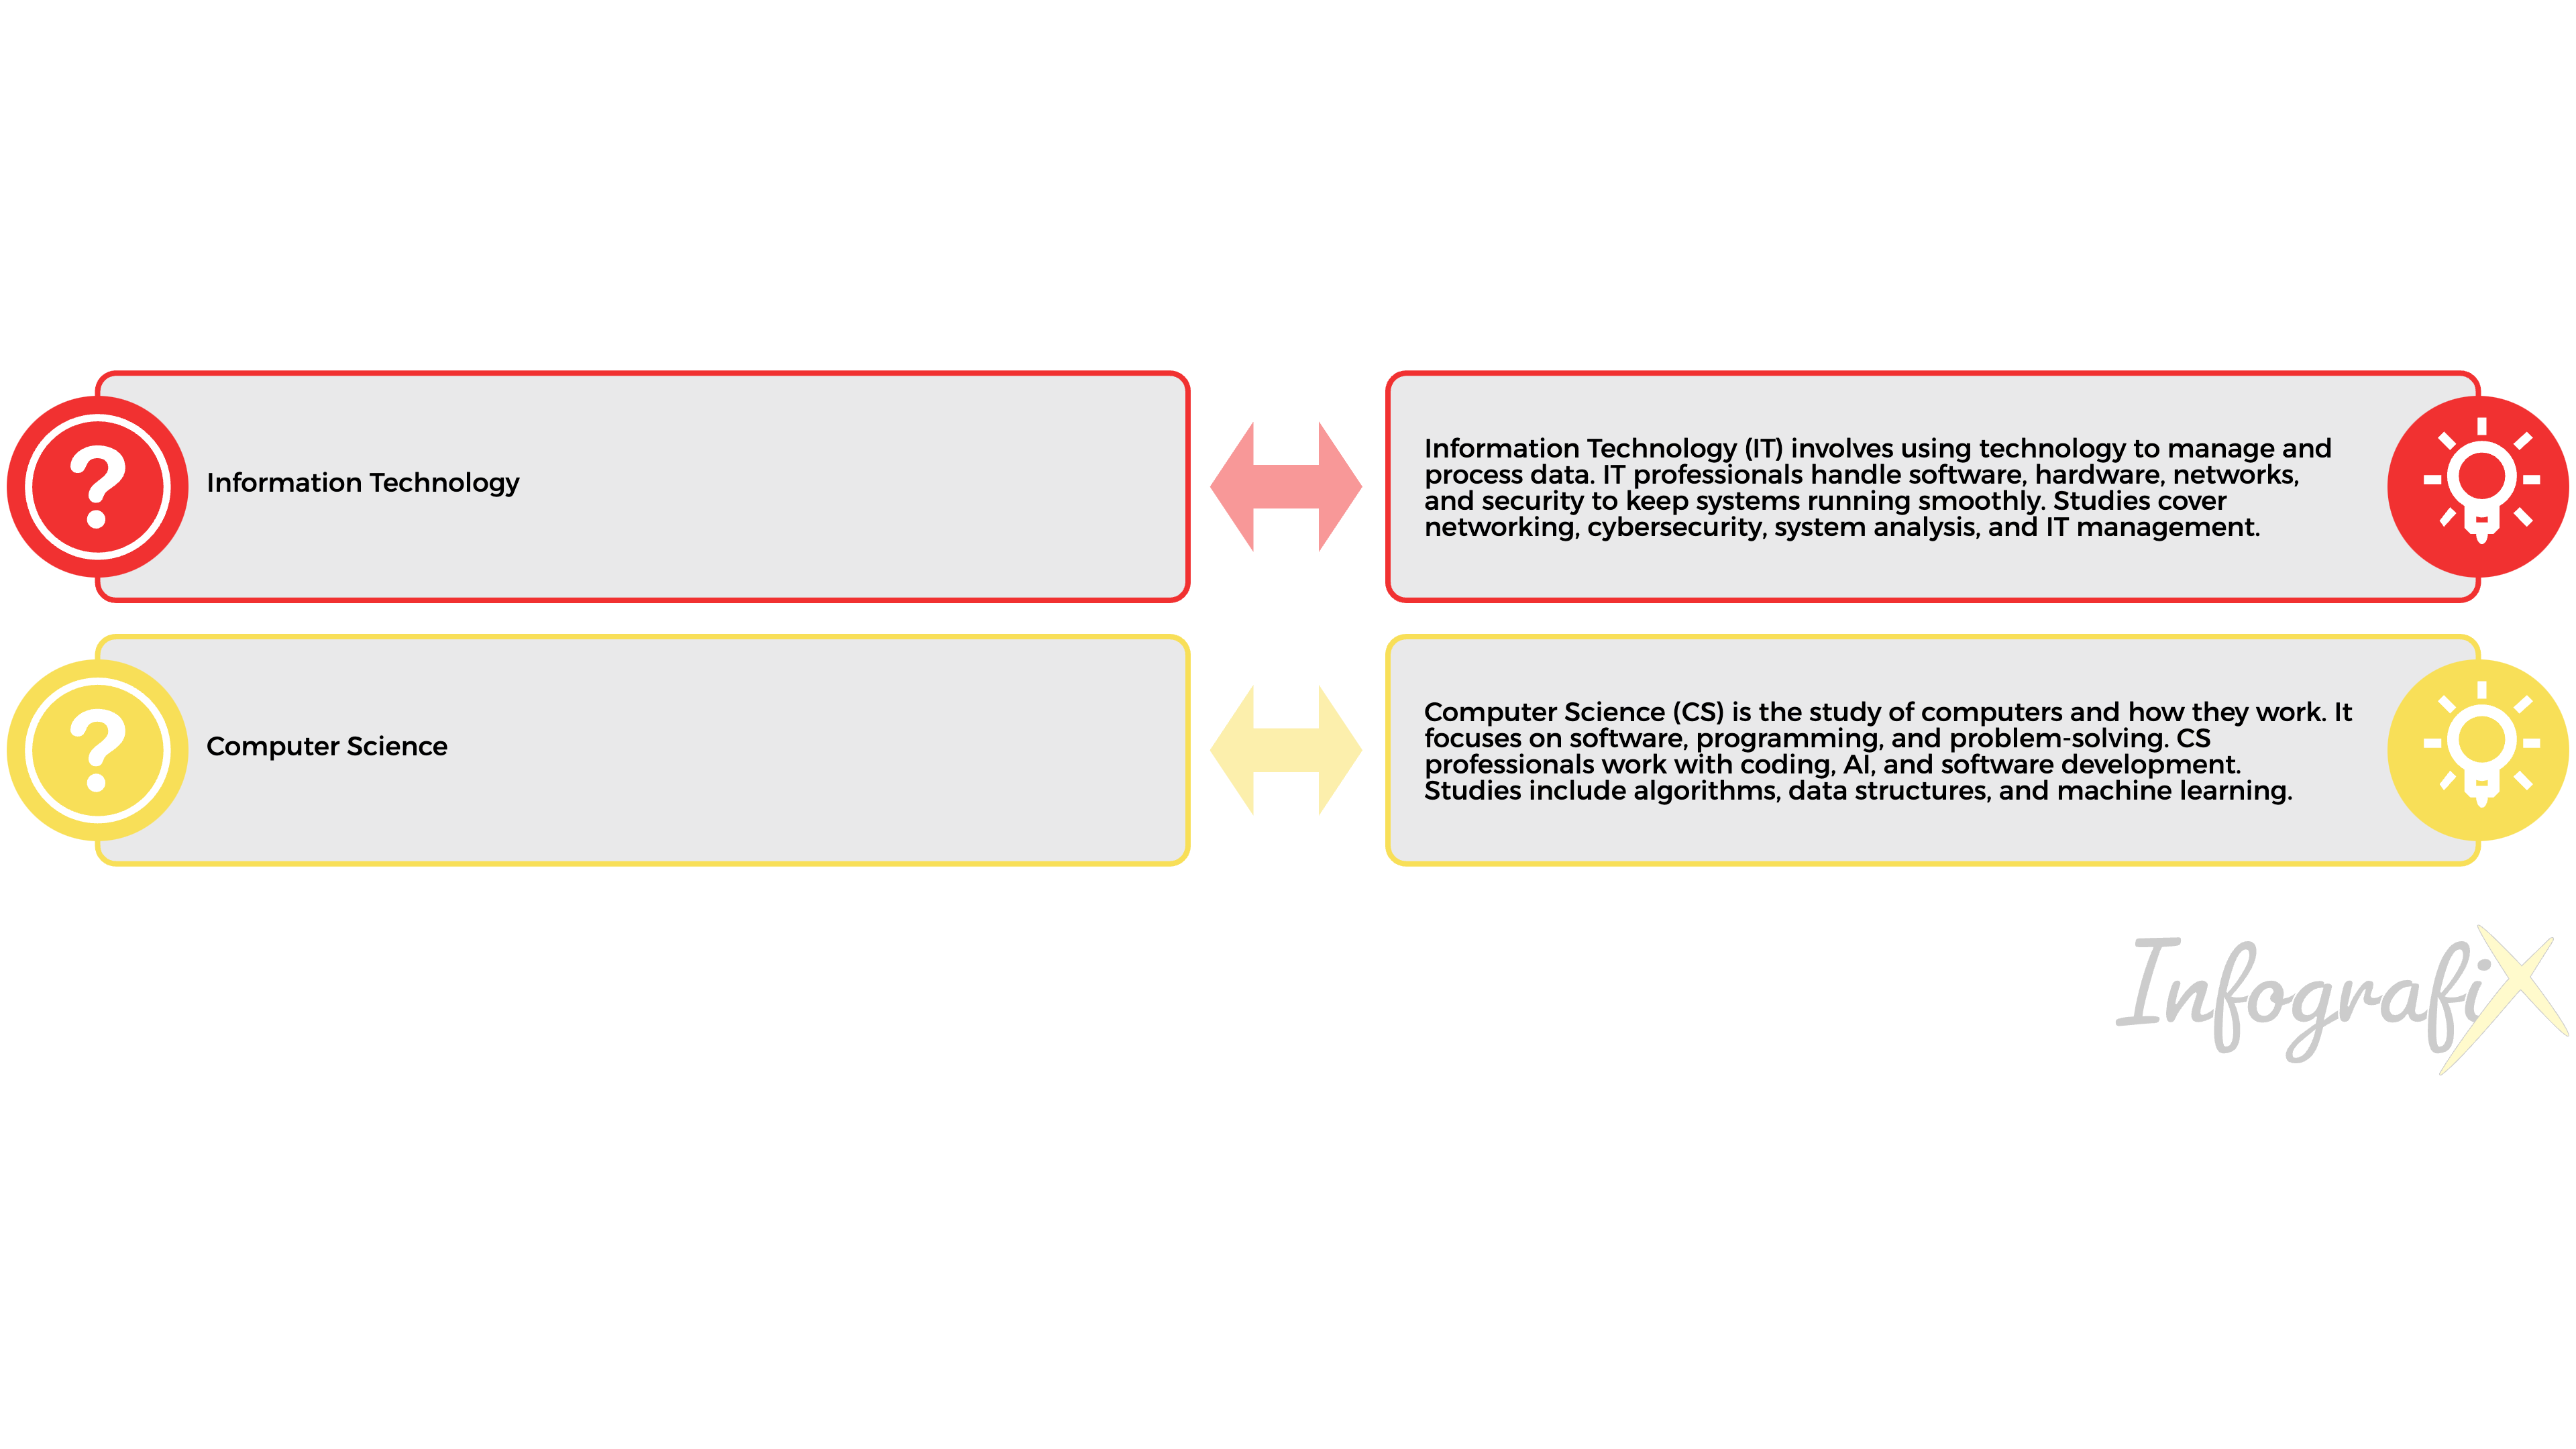 Information Technology
Information Technology (IT) involves using technology to manage and
process data. IT professionals handle software, hardware, networks,
and security to keep systems running smoothly. Studies cover
networking, cybersecurity, system analysis, and IT management.
Computer Science
Computer Science (CS) is the study of computers and how they work. It
focuses on software, programming, and problem-solving. CS
professionals work with coding, AI, and software development.
Studies include algorithms, data structures, and machine learning.
InfografiX